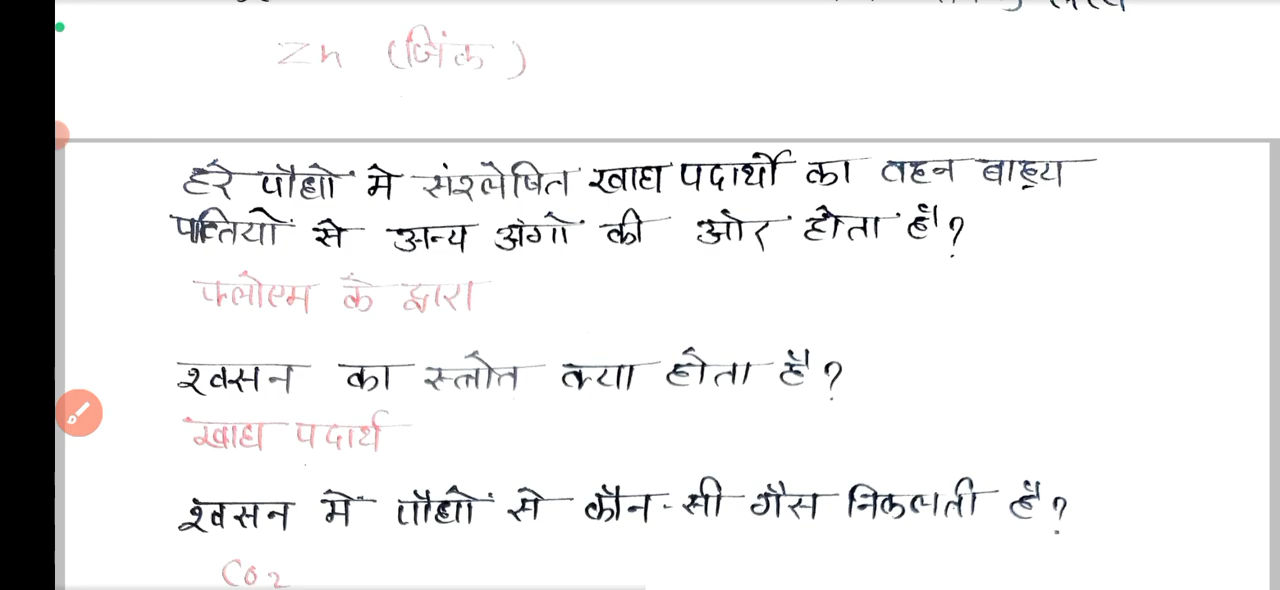 Zn (जिंक)
हरे पौधो मे संश्लेषित खाद्य पदार्थो का वहन बाह्य
पत्तियों से अन्य अंगों की ओर होता है?
फ्लोएम के द्वारा
श्वसन का स्त्रोत क्या होता है?
खाद्य पदार्थ
श्वसन में पौधों से कौन-सी गैस निकलती है?
CO2